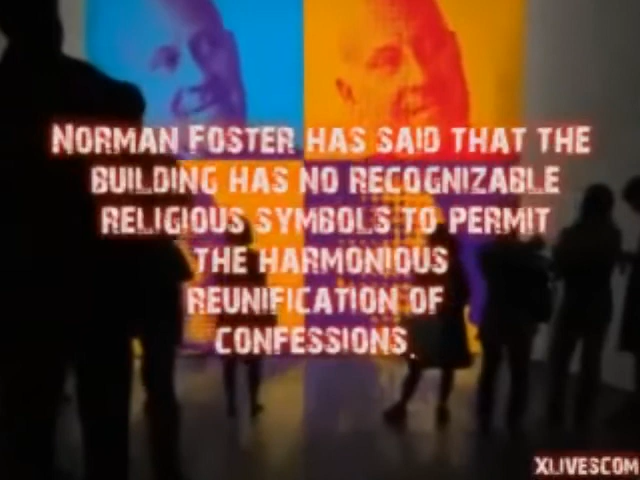 NORMAN FOSTER HAS SAID THAT THE
BUILDING HAS NO RECOGNIZABLE
RELIGIOUS SYMBOLS TO PERMIT
THE HARMONIOUS
REUNIFICATION OF
CONFESSIONS.
XLIVESCOM